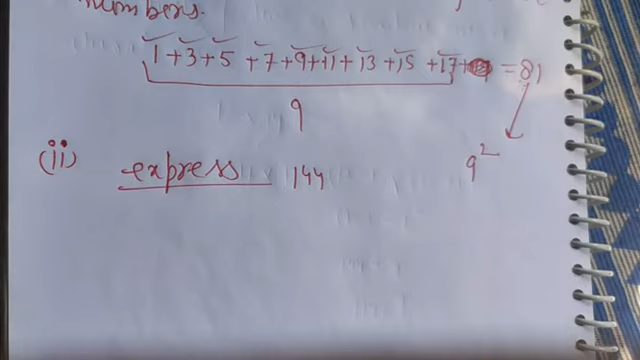 numbers.
1+3+5 +7+9+11+13+15 +17+ = 81
9
9²
(ii) express 144